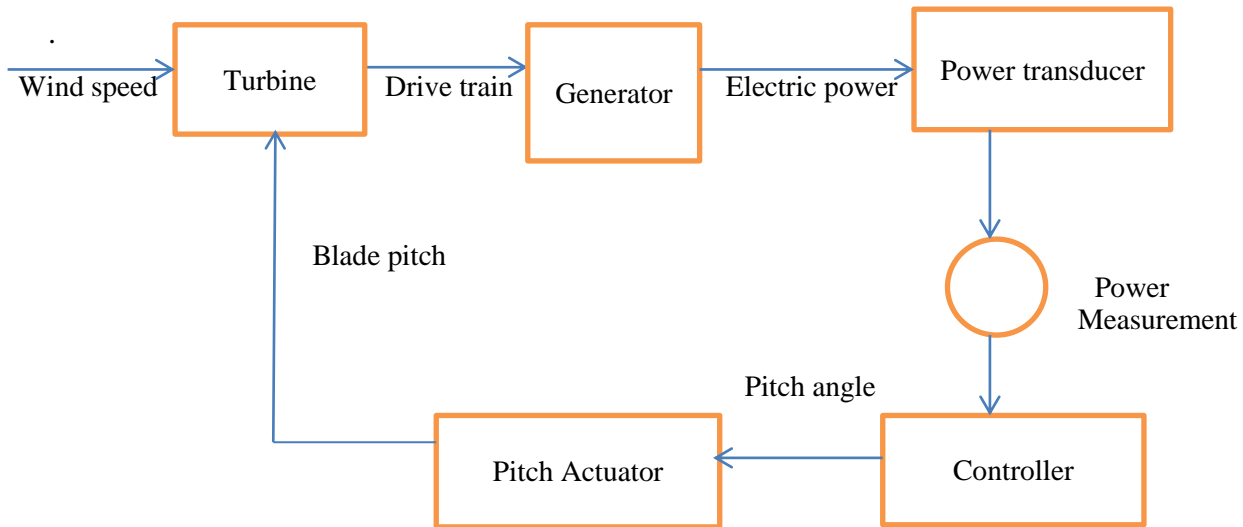 .
Wind speed
Turbine
Drive train
Generator
Electric power
Power transducer
Blade pitch
Power
Measurement
Pitch angle
Pitch Actuator
Controller